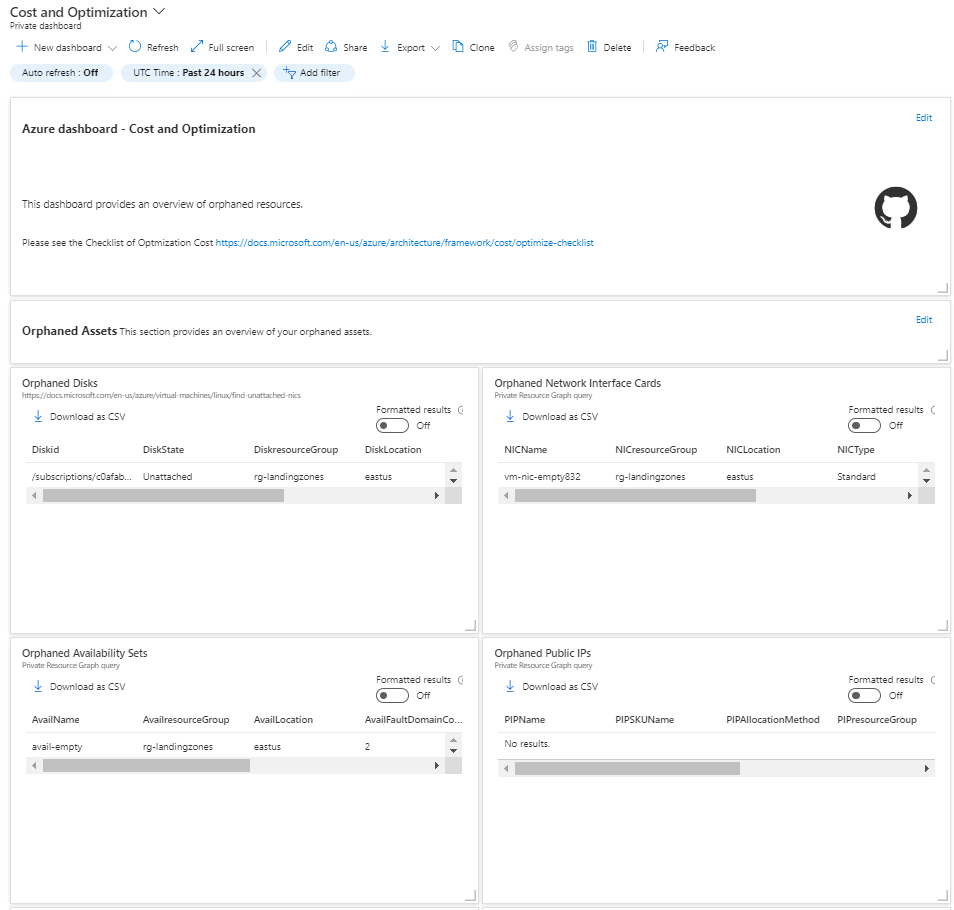 Cost and Optimization
Private dashboard
New dashboard Refresh Full screen Edit Share Export Clone Assign tags Delete Feedback
Auto refresh : Off UTC Time : Past 24 hours Add filter
Edit
Azure dashboard - Cost and Optimization
This dashboard provides an overview of orphaned resources.
Please see the Checklist of Optmization Cost https://docs.microsoft.com/en-us/azure/architecture/framework/cost/optimize-checklist
Edit
Orphaned Assets This section provides an overview of your orphaned assets.
Orphaned Disks
https://docs.microsoft.com/en-us/azure/virtual-machines/linux/find-unattached-nics
Formatted results
Download as CSV
Off
DiskId DiskState DiskresourceGroup DiskLocation
/subscriptions/c0afab... Unattached rg-landingzones eastus
Orphaned Network Interface Cards
Private Resource Graph query
Formatted results
Download as CSV
Off
NICName NICresourceGroup NICLocation NICType
vm-nic-empty832 rg-landingzones eastus Standard
Orphaned Availability Sets
Private Resource Graph query
Formatted results
Download as CSV
Off
AvailName AvailresourceGroup AvailLocation AvailFaultDomainCo...
avail-empty rg-landingzones eastus 2
Orphaned Public IPs
Private Resource Graph query
Formatted results
Download as CSV
Off
PIPName PIPSKUName PIPAllocationMethod PIPresourceGroup
No results.